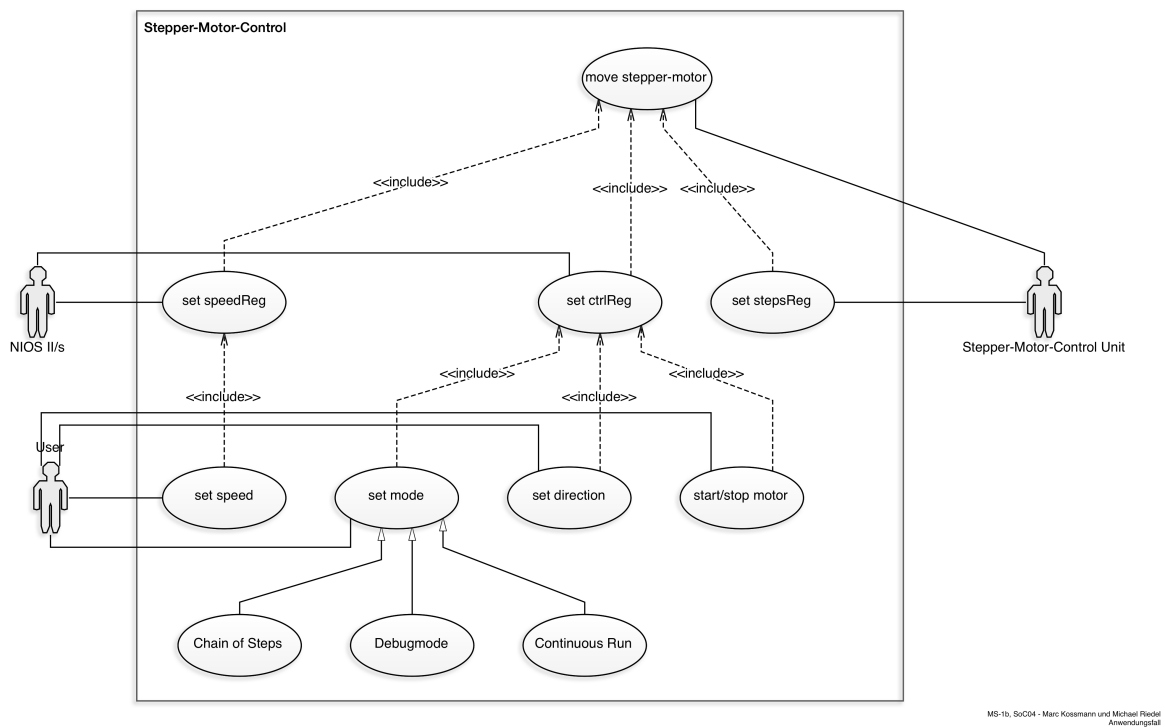 Stepper-Motor-Control
move stepper-motor
<<include>>
<<include>>
<<include>>
set speedReg
set ctrlReg
set stepsReg
NIOS II/s
Stepper-Motor-Control Unit
<<include>>
<<include>>
<<include>>
<<include>>
User
set speed
set mode
set direction
start/stop motor
Chain of Steps
Debugmode
Continuous Run
MS-1b, SoC04 - Marc Kossmann und Michael Riedel
Anwendungsfall